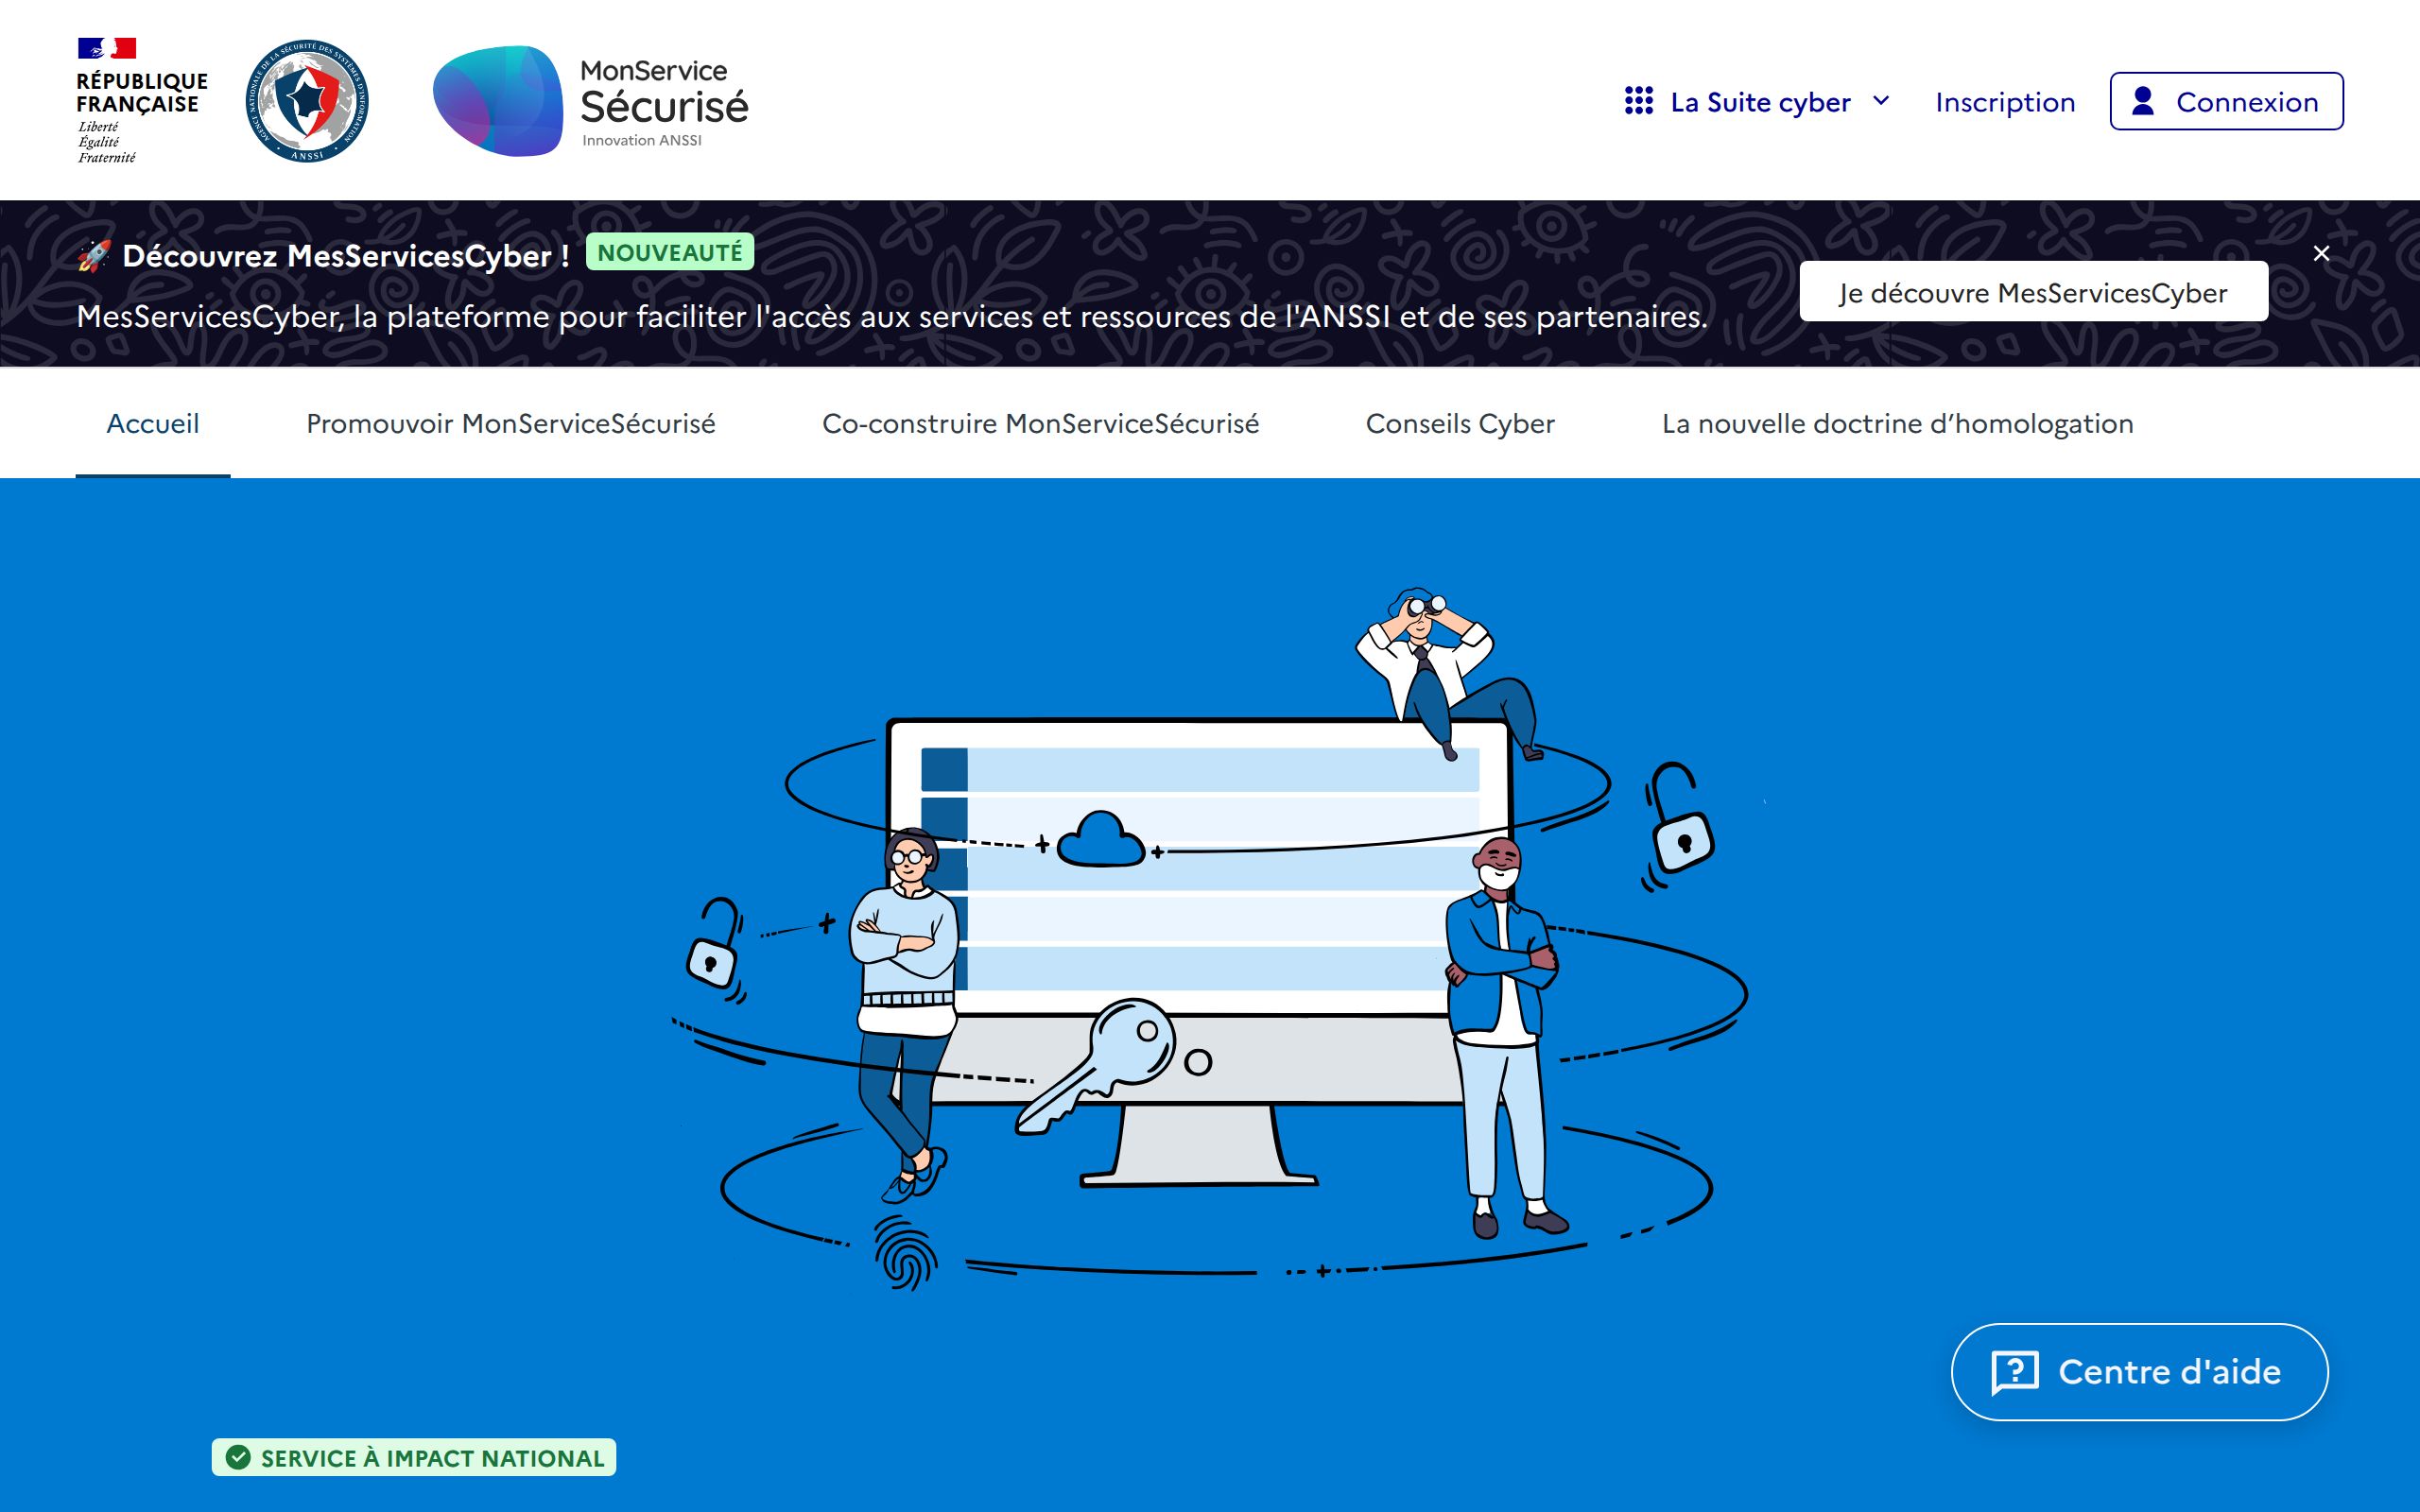 RÉPUBLIQUE
FRANÇAISE
Liberté
Égalité
Fraternité
AGENCE NATIONALE DE LA SÉCURITÉ DES SYSTÈMES D'INFORMATION
ANSSI
MonService
Sécurisé
Innovation ANSSI
La Suite cyber
Inscription
Connexion
🚀 Découvrez MesServicesCyber ! NOUVEAUTÉ
MesServicesCyber, la plateforme pour faciliter l'accès aux services et ressources de l'ANSSI et de ses partenaires.
Je découvre MesServicesCyber
Accueil
Promouvoir MonServiceSécurisé
Co-construire MonServiceSécurisé
Conseils Cyber
La nouvelle doctrine d’homologation
Centre d'aide
SERVICE À IMPACT NATIONAL